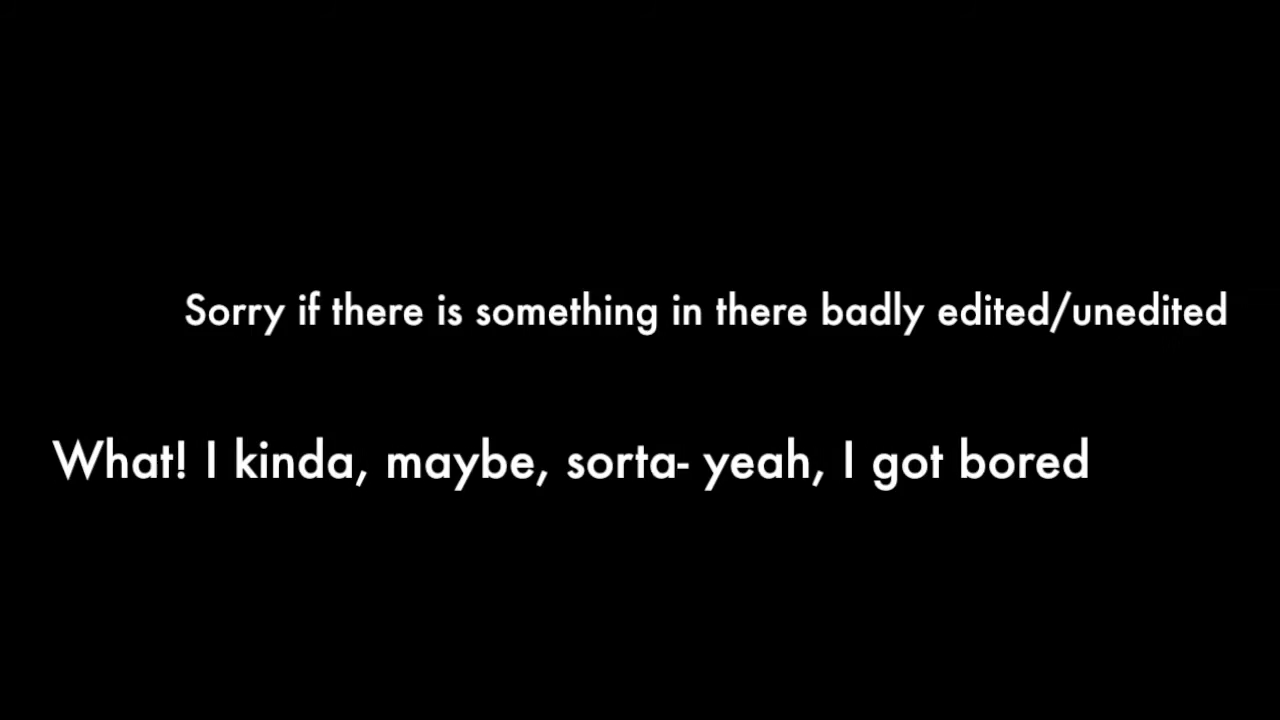 Sorry if there is something in there badly edited/unedited
What! I kinda, maybe, sorta- yeah, I got bored